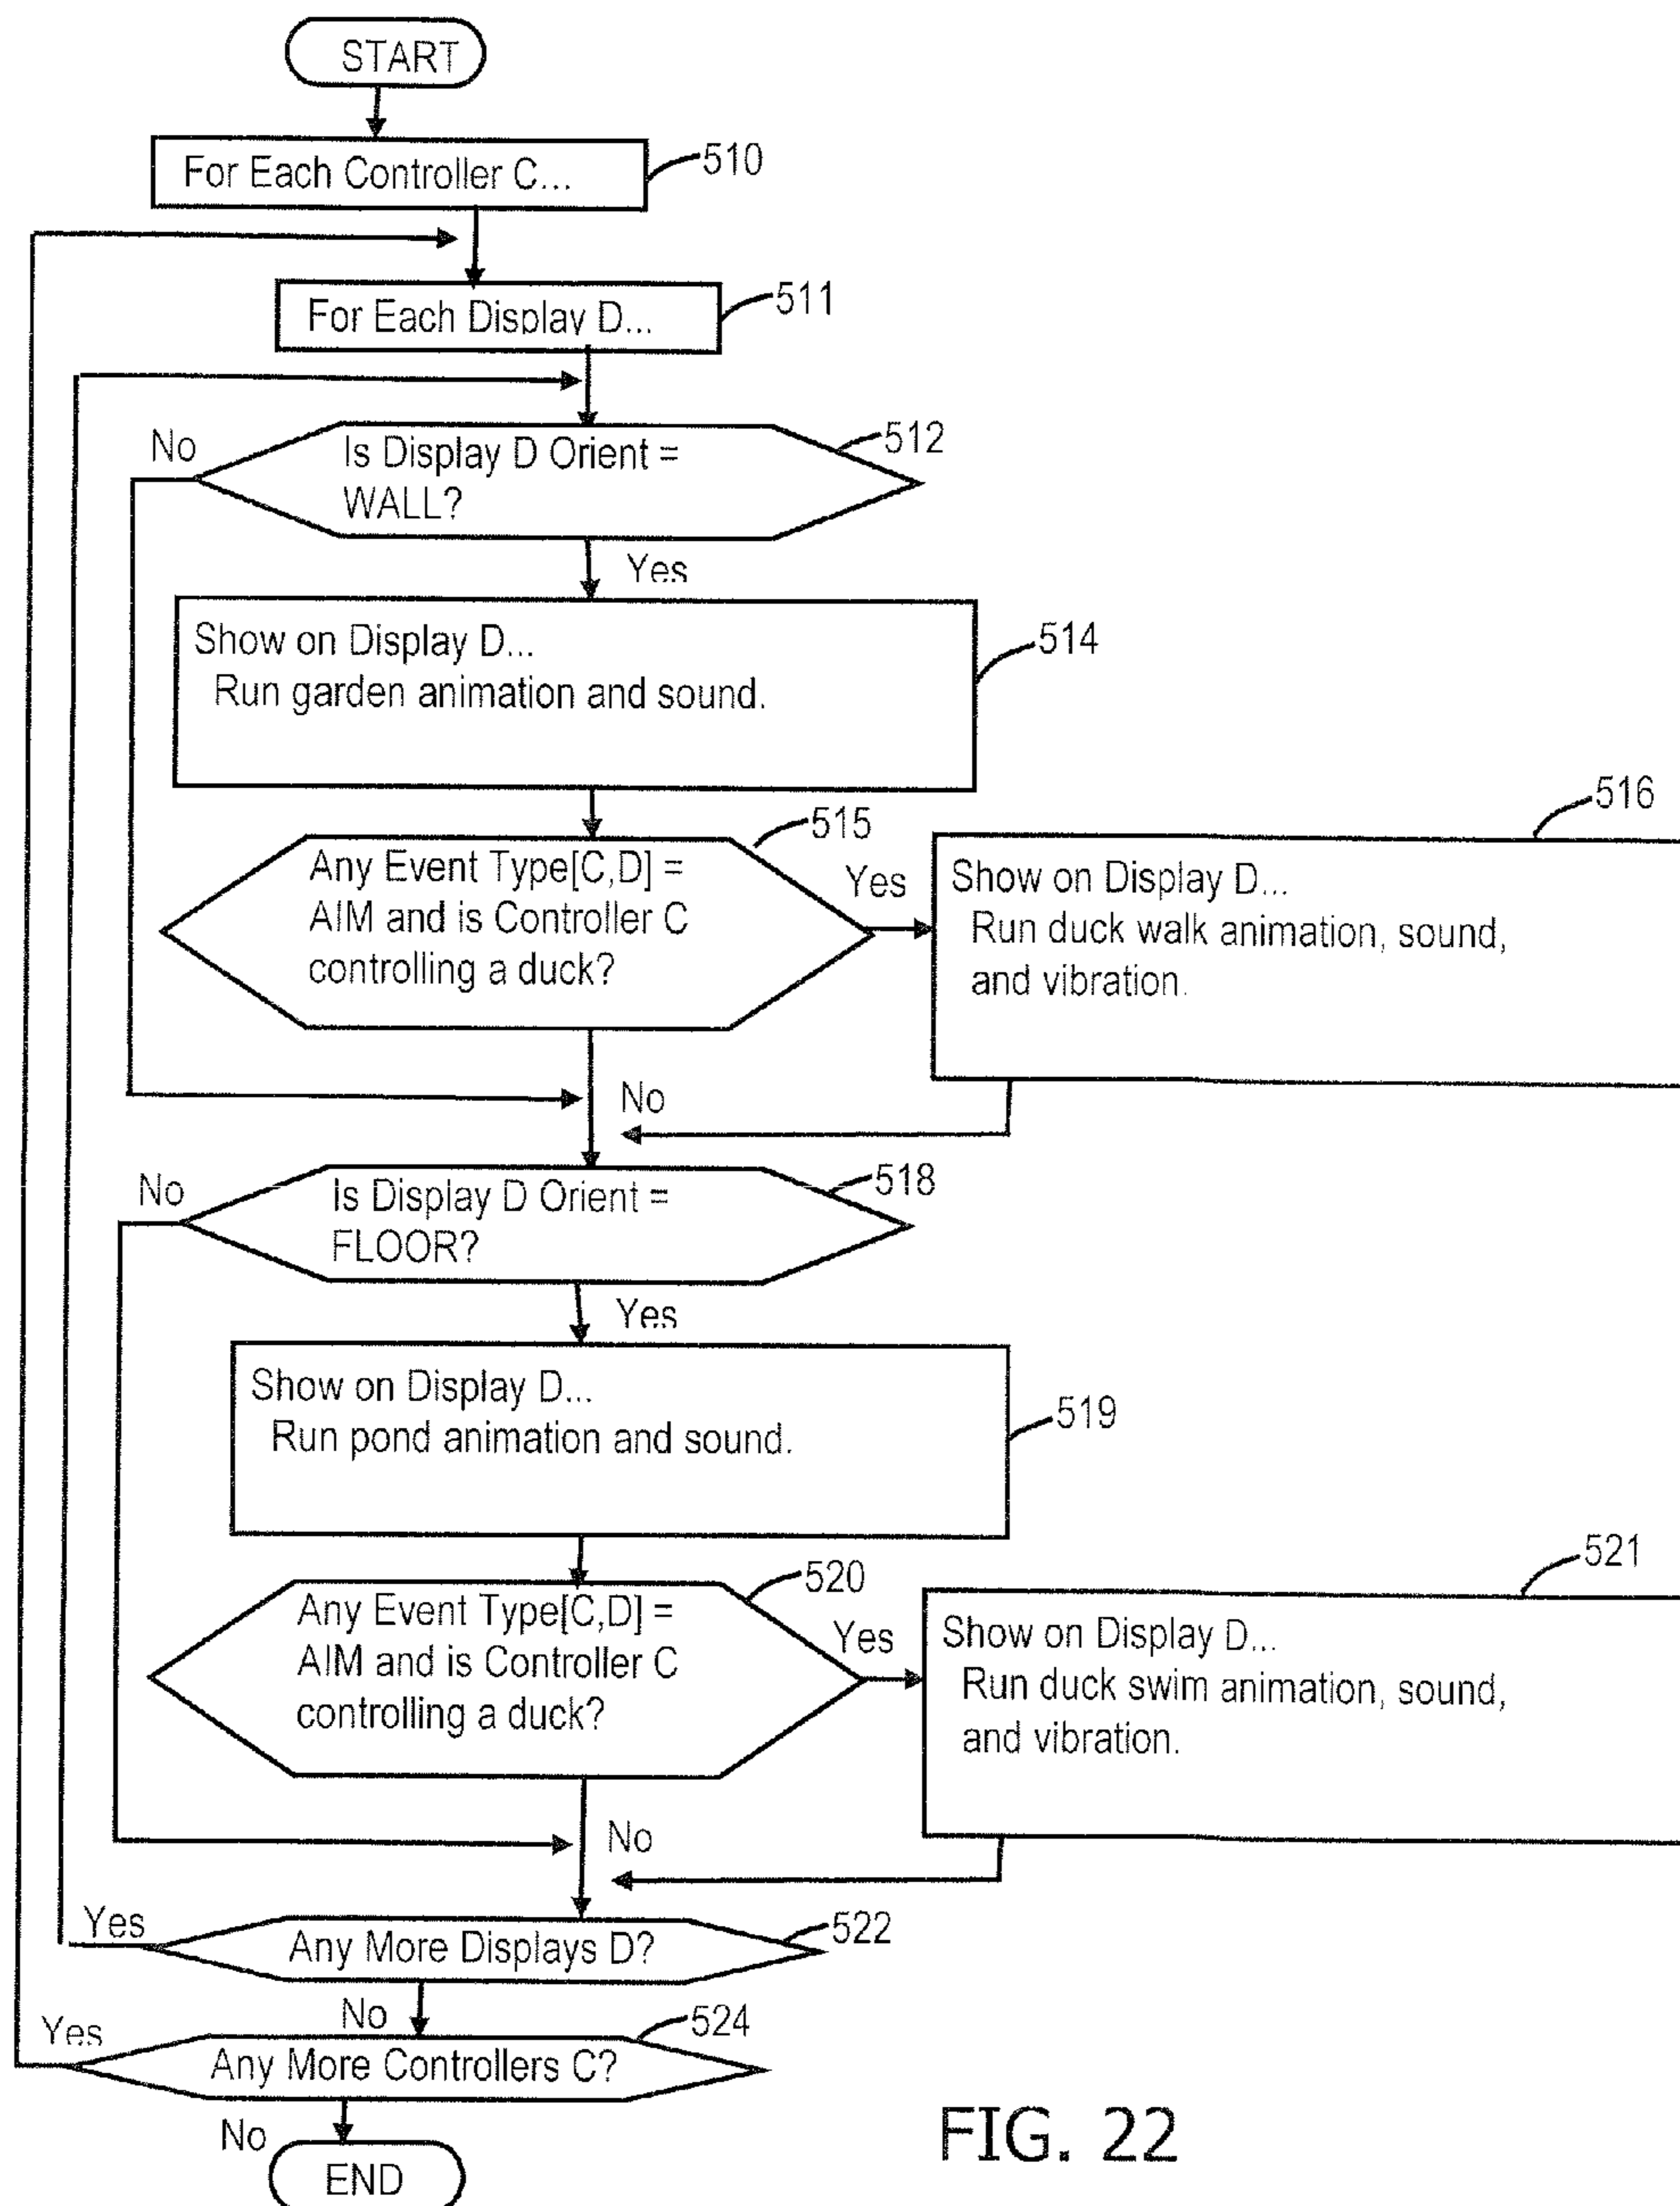 START
For Each Controller C...
510
For Each Display D...
511
No
Is Display D Orient =
WALL?
512
Yes
Show on Display D...
Run garden animation and sound.
514
515
Any Event Type[C,D] =
AIM and is Controller C
controlling a duck?
Yes
516
Show on Display D...
Run duck walk animation, sound,
and vibration.
No
No
Is Display D Orient =
FLOOR?
518
Yes
Show on Display D...
Run pond animation and sound.
519
520
Any Event Type[C,D] =
AIM and is Controller C
controlling a duck?
Yes
521
Show on Display D...
Run duck swim animation, sound,
and vibration.
No
Yes
Any More Displays D?
522
No
Yes
Any More Controllers C?
524
No
END
FIG. 22